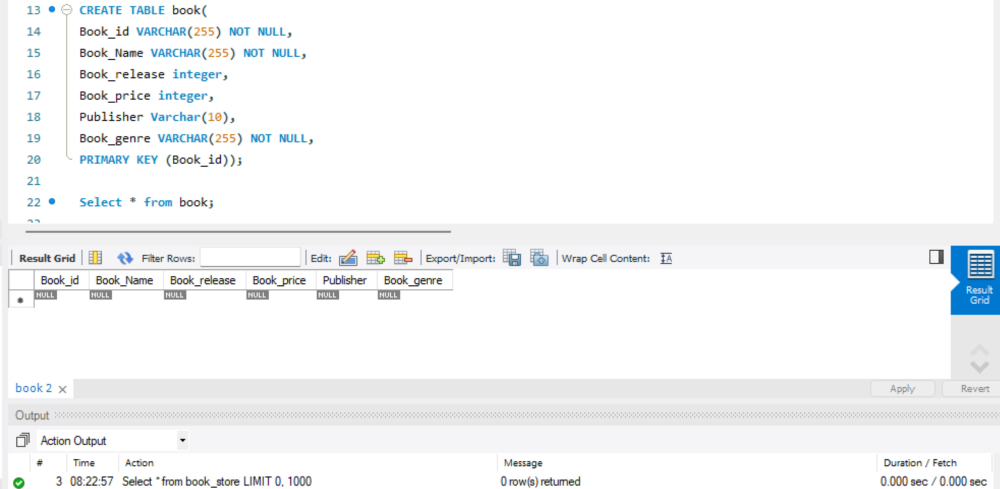 13 CREATE TABLE book(
14 Book_id VARCHAR(255) NOT NULL,
15 Book_Name VARCHAR(255) NOT NULL,
16 Book_release integer,
17 Book_price integer,
18 Publisher Varchar(10),
19 Book_genre VARCHAR(255) NOT NULL,
20 PRIMARY KEY (Book_id));
21
22 Select * from book;
Result Grid Filter Rows: Edit: Export/Import: Wrap Cell Content:
Book_id Book_Name Book_release Book_price Publisher Book_genre
NULL NULL NULL NULL NULL NULL
Result
Grid
book 2 Apply Revert
Output
Action Output
# Time Action Message Duration / Fetch
3 08:22:57 Select * from book_store LIMIT 0, 1000 0 row(s) returned 0.000 sec / 0.000 sec